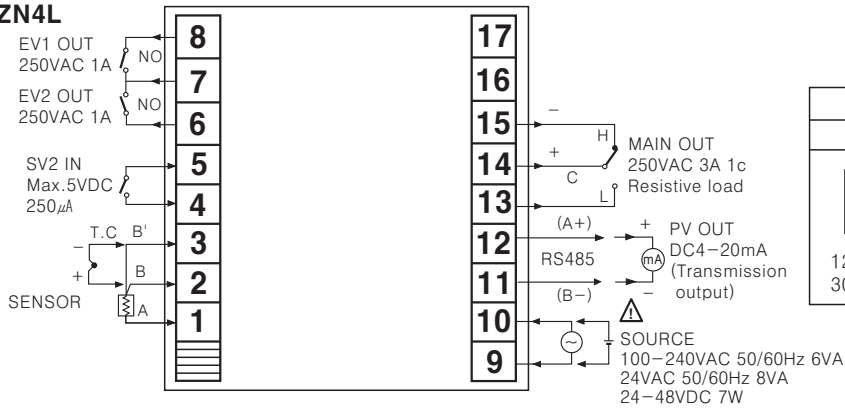 ZN4L
EV1 OUT
250VAC 1A
NO
EV2 OUT
250VAC 1A
NO
SV2 IN
Max.5VDC
250㎂
T.C
B'
−
+
B
A
SENSOR
8
7
6
5
4
3
2
1
17
16
15
14
13
12
11
10
9
−
H
+
C
L
MAIN OUT
250VAC 3A 1c
Resistive load
(A+)
RS485
(B−)
+
mA
−
PV OUT
DC4−20mA
(Transmission
output)
!
SOURCE
100−240VAC 50/60Hz 6VA
24VAC 50/60Hz 8VA
24−48VDC 7W
12